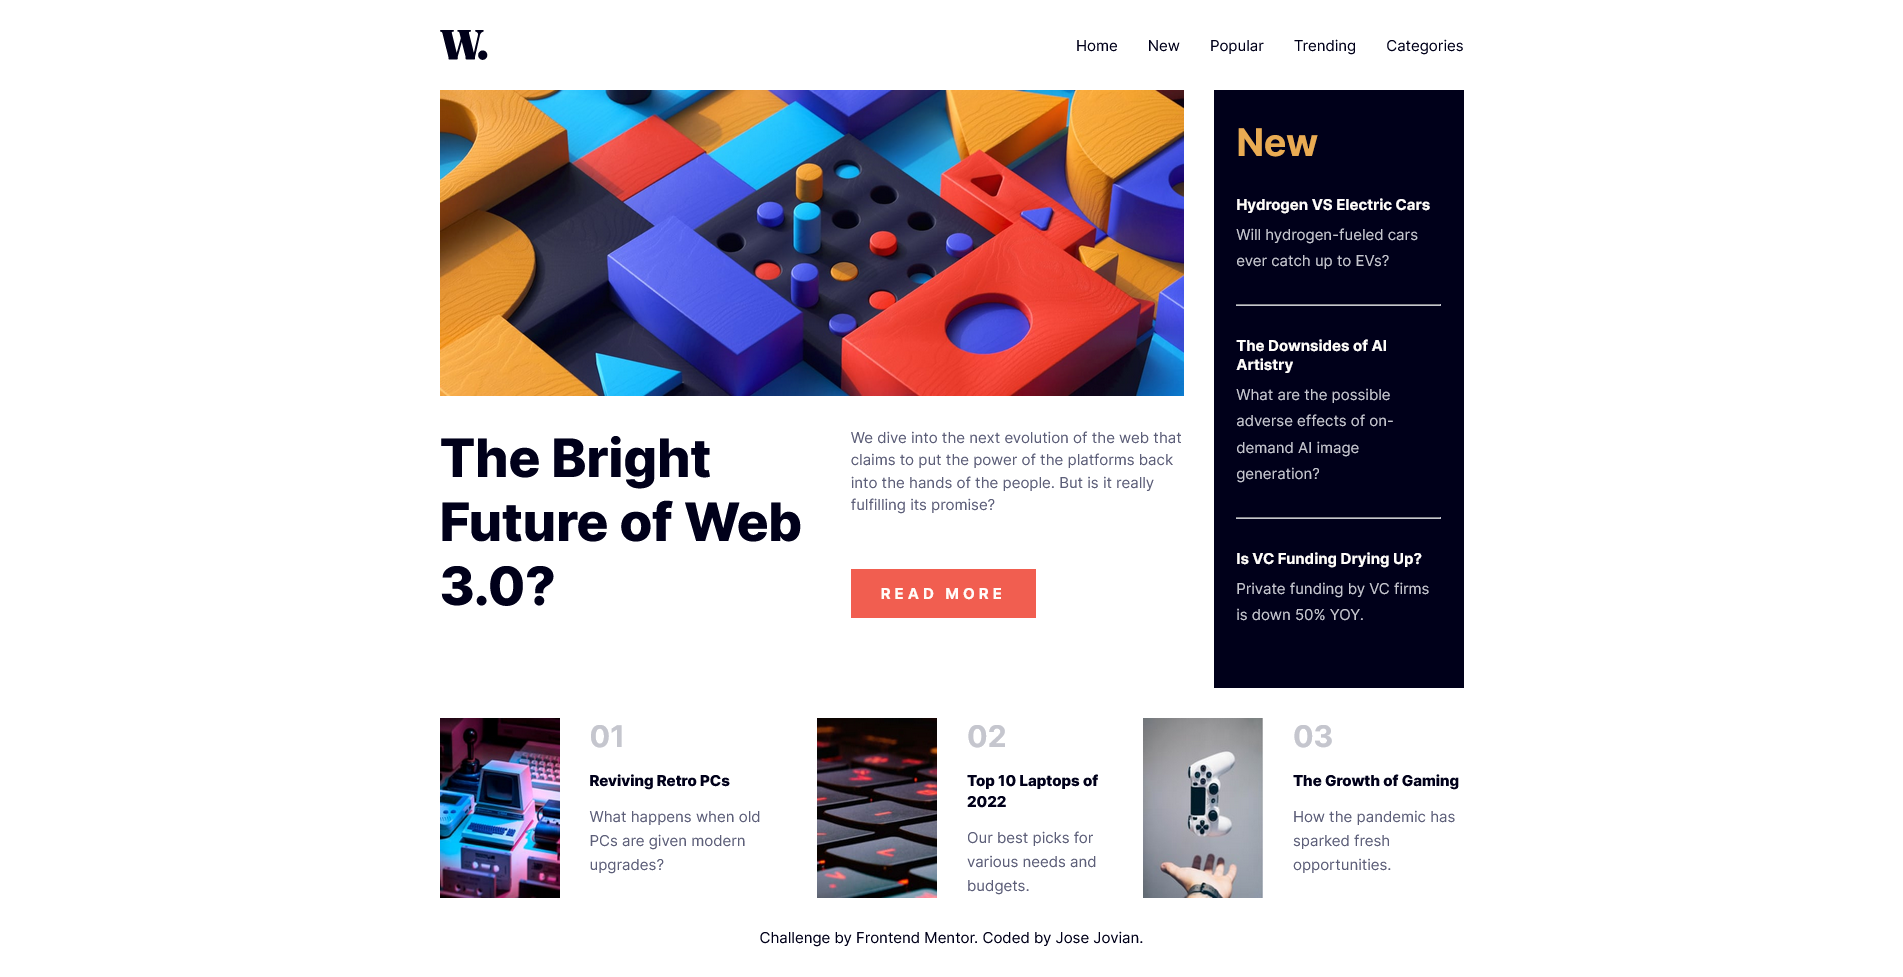 W.
Home New Popular Trending Categories
The Bright
Future of Web
3.0?
We dive into the next evolution of the web that
claims to put the power of the platforms back
into the hands of the people. But is it really
fulfilling its promise?
READ MORE
New
Hydrogen VS Electric Cars
Will hydrogen-fueled cars
ever catch up to EVs?
The Downsides of AI
Artistry
What are the possible
adverse effects of on-
demand AI image
generation?
Is VC Funding Drying Up?
Private funding by VC firms
is down 50% YOY.
01
Reviving Retro PCs
What happens when old
PCs are given modern
upgrades?
02
Top 10 Laptops of
2022
Our best picks for
various needs and
budgets.
03
The Growth of Gaming
How the pandemic has
sparked fresh
opportunities.
Challenge by Frontend Mentor. Coded by Jose Jovian.